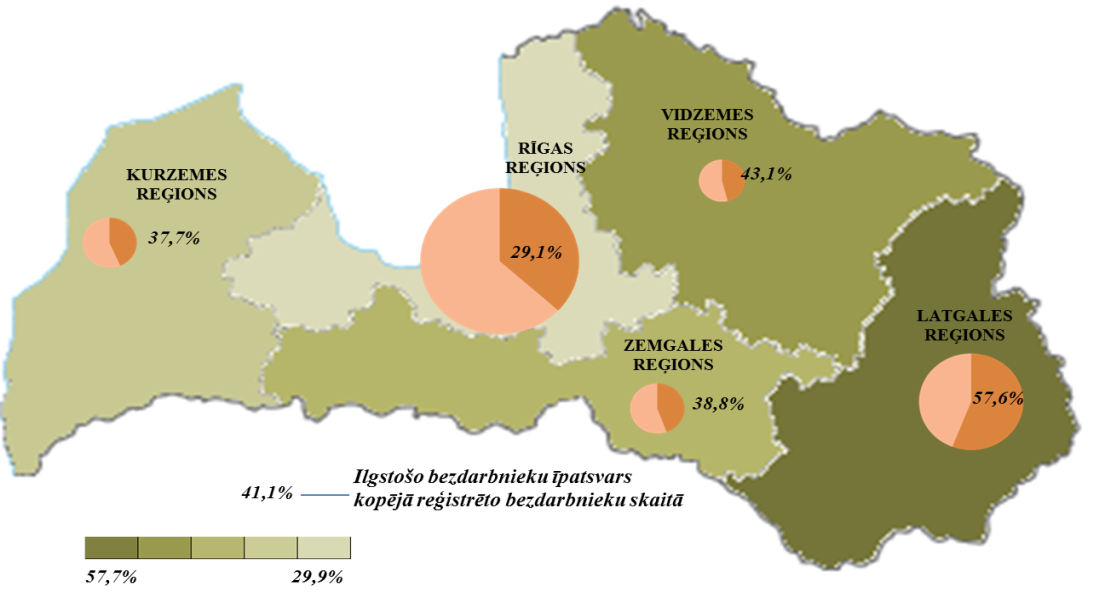 VIDZEMES
REĢIONS
43,1%
RĪGAS
REĢIONS
29,1%
KURZEMES
REĢIONS
37,7%
LATGALES
REĢIONS
57,6%
ZEMGALES
REĢIONS
38,8%
41,1%
Ilgstošo bezdarbnieku īpatsvars
kopējā reģistrēto bezdarbnieku skaitā
57,7%
29,9%